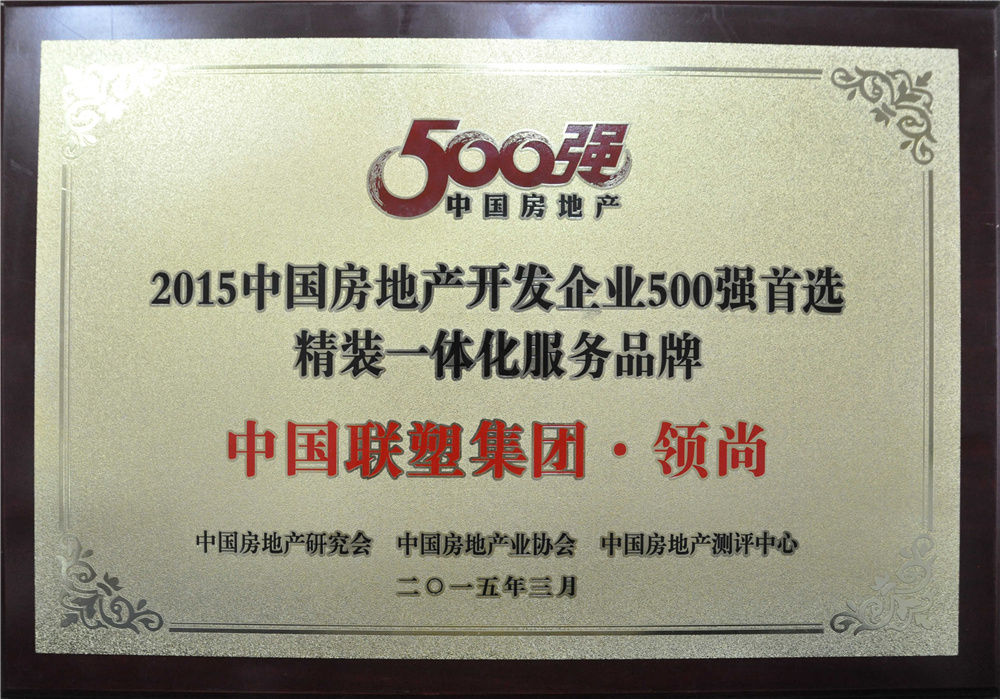 500强
中国房地产
2015中国房地产开发企业500强首选
精装一体化服务品牌
中国联塑集团·领尚
中国房地产研究会 中国房地产业协会 中国房地产测评中心
二〇一五年三月